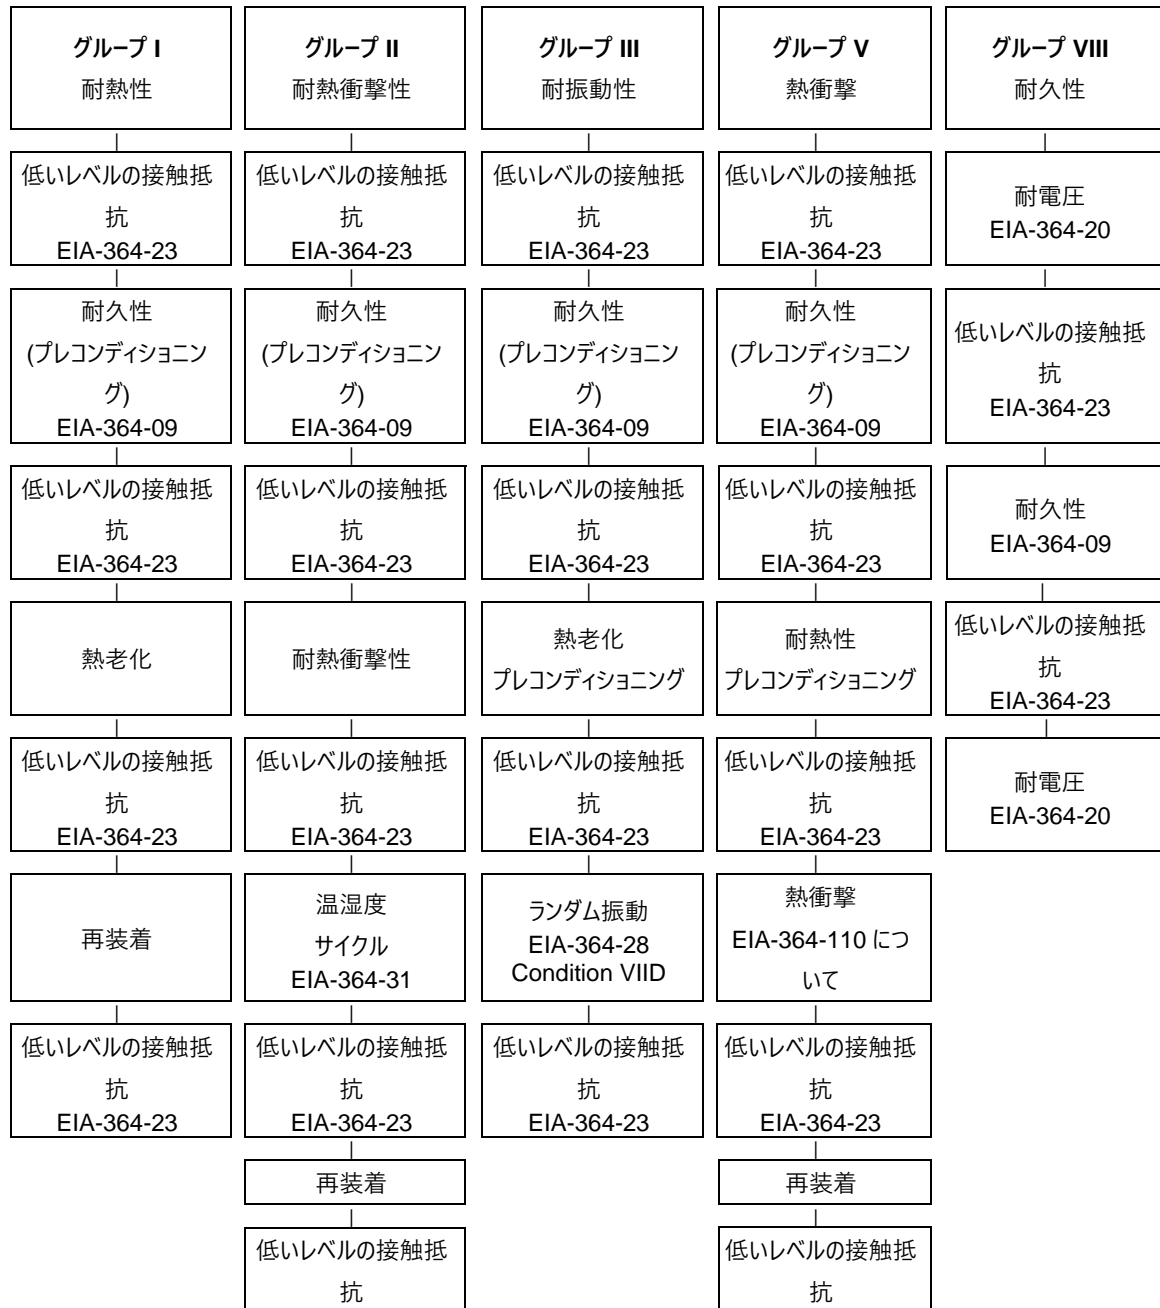 グループ I
耐熱性
グループ II
耐熱衝撃性
グループ III
耐振動性
グループ V
熱衝撃
グループ VIII
耐久性
低いレベルの接触抵
抗
EIA-364-23
低いレベルの接触抵
抗
EIA-364-23
低いレベルの接触抵
抗
EIA-364-23
低いレベルの接触抵
抗
EIA-364-23
耐電圧
EIA-364-20
耐久性
(プレコンディショニン
グ)
EIA-364-09
耐久性
(プレコンディショニン
グ)
EIA-364-09
耐久性
(プレコンディショニン
グ)
EIA-364-09
耐久性
(プレコンディショニン
グ)
EIA-364-09
低いレベルの接触抵
抗
EIA-364-23
低いレベルの接触抵
抗
EIA-364-23
低いレベルの接触抵
抗
EIA-364-23
低いレベルの接触抵
抗
EIA-364-23
低いレベルの接触抵
抗
EIA-364-23
耐久性
EIA-364-09
熱老化
耐熱衝撃性
熱老化
プレコンディショニング
耐熱性
プレコンディショニング
低いレベルの接触抵
抗
EIA-364-23
低いレベルの接触抵
抗
EIA-364-23
低いレベルの接触抵
抗
EIA-364-23
低いレベルの接触抵
抗
EIA-364-23
低いレベルの接触抵
抗
EIA-364-23
耐電圧
EIA-364-20
再装着
温湿度
サイクル
EIA-364-31
ランダム振動
EIA-364-28
Condition VIID
熱衝撃
EIA-364-110 につ
いて
低いレベルの接触抵
抗
EIA-364-23
低いレベルの接触抵
抗
EIA-364-23
低いレベルの接触抵
抗
EIA-364-23
低いレベルの接触抵
抗
EIA-364-23
再装着
再装着
低いレベルの接触抵
抗
低いレベルの接触抵
抗